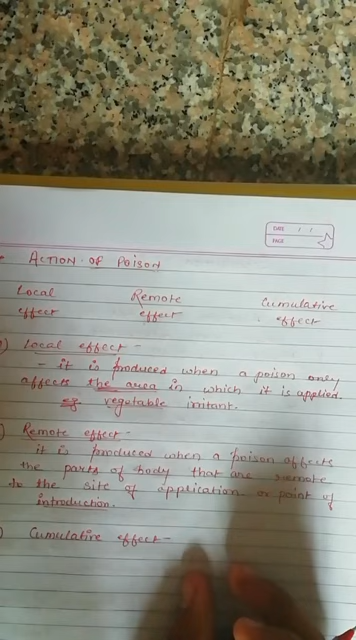 DATE / /
PAGE
- ACTION OF POISON
Local Remote Cumulative
effect effect effect
) Local effect -
- it is produced when a poison only
affects the area in which it is applied.
eg vegetable irritant.
) Remote effect -
it is produced when a poison affects
the parts of body that are remote
to the site of application or point of
introduction.
) Cumulative effect -